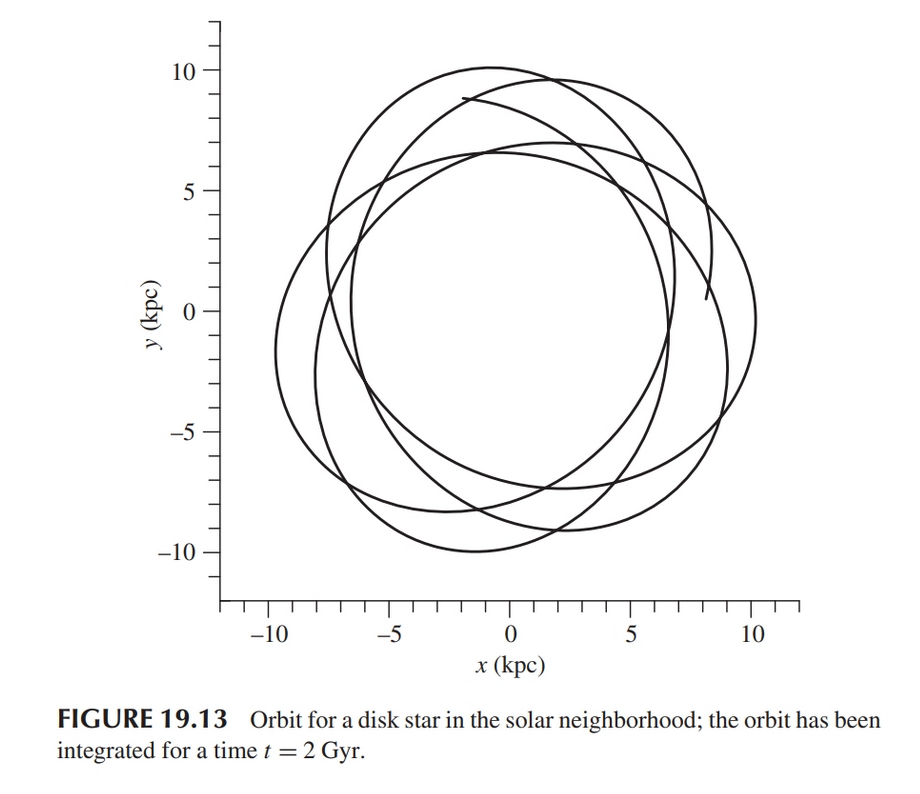 10
5
0
–5
–10
y (kpc)
–10 –5 0 5 10
x (kpc)
FIGURE 19.13 Orbit for a disk star in the solar neighborhood; the orbit has been
integrated for a time t = 2 Gyr.